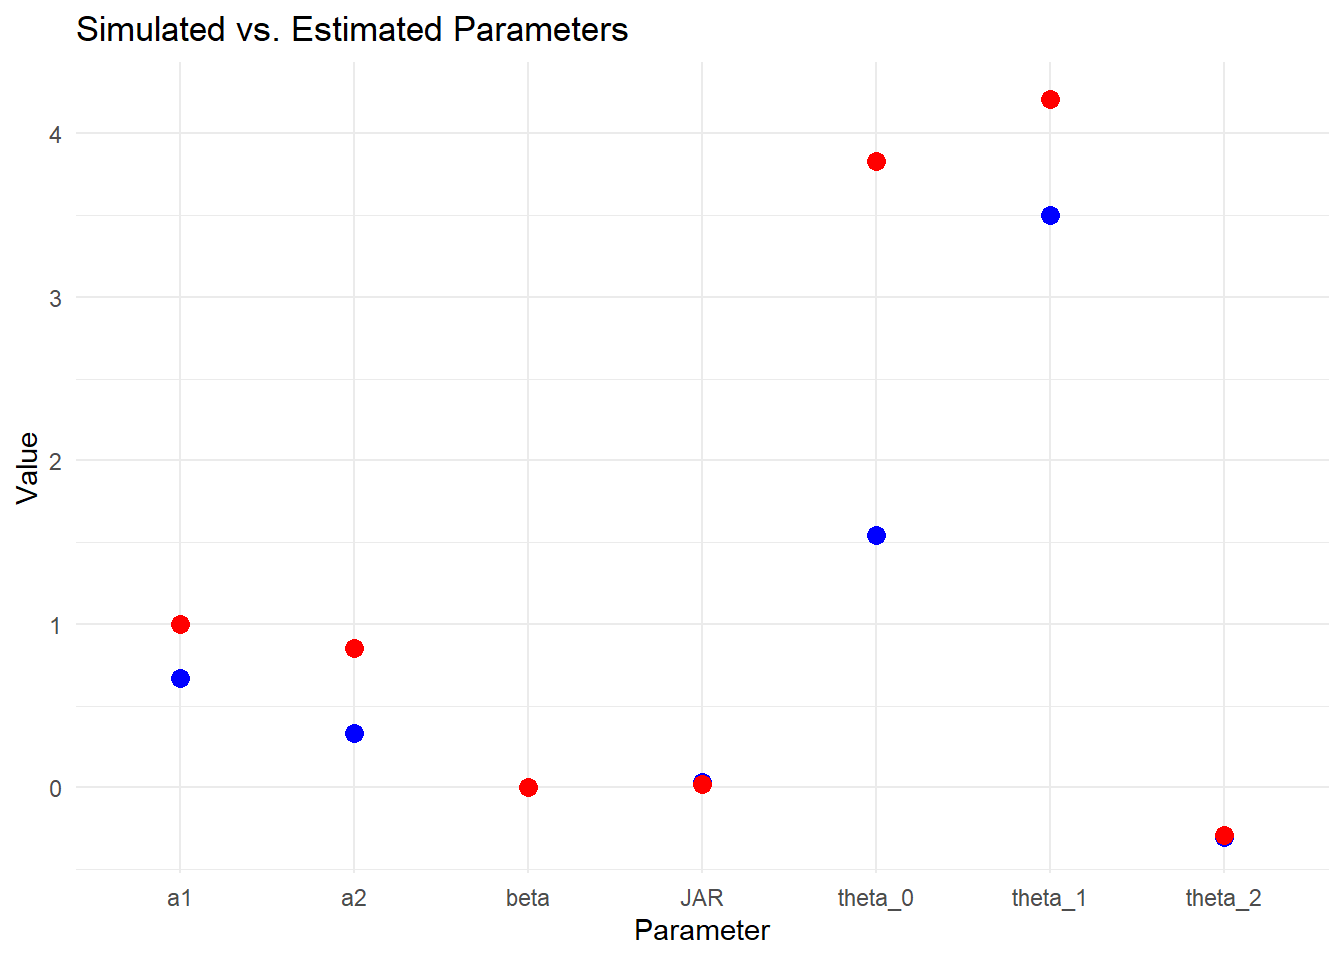 Simulated vs. Estimated Parameters
4
3
2
1
0
Value
a1 a2 beta JAR theta_0 theta_1 theta_2
Parameter